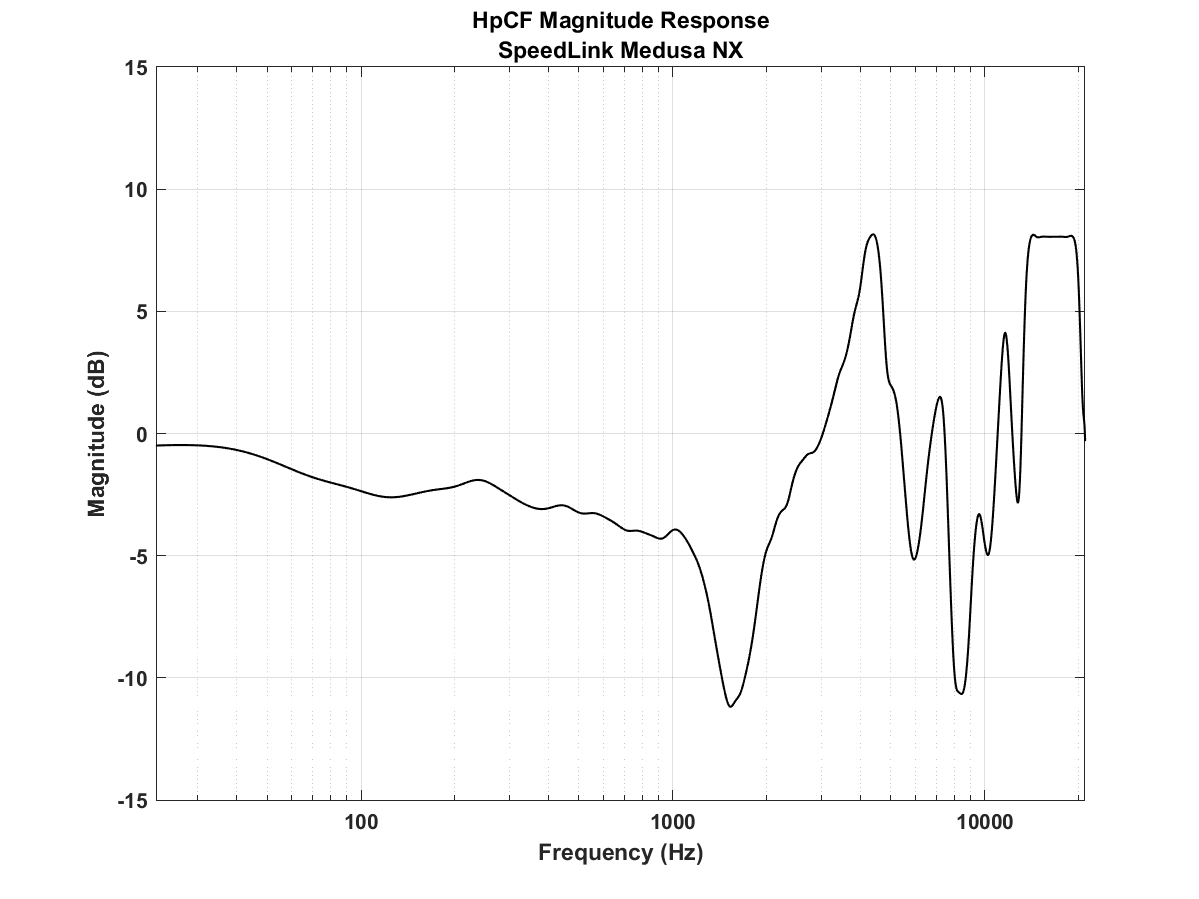 HpCF Magnitude Response
SpeedLink Medusa NX
15
10
5
0
-5
-10
-15
Magnitude (dB)
100 1000 10000
Frequency (Hz)